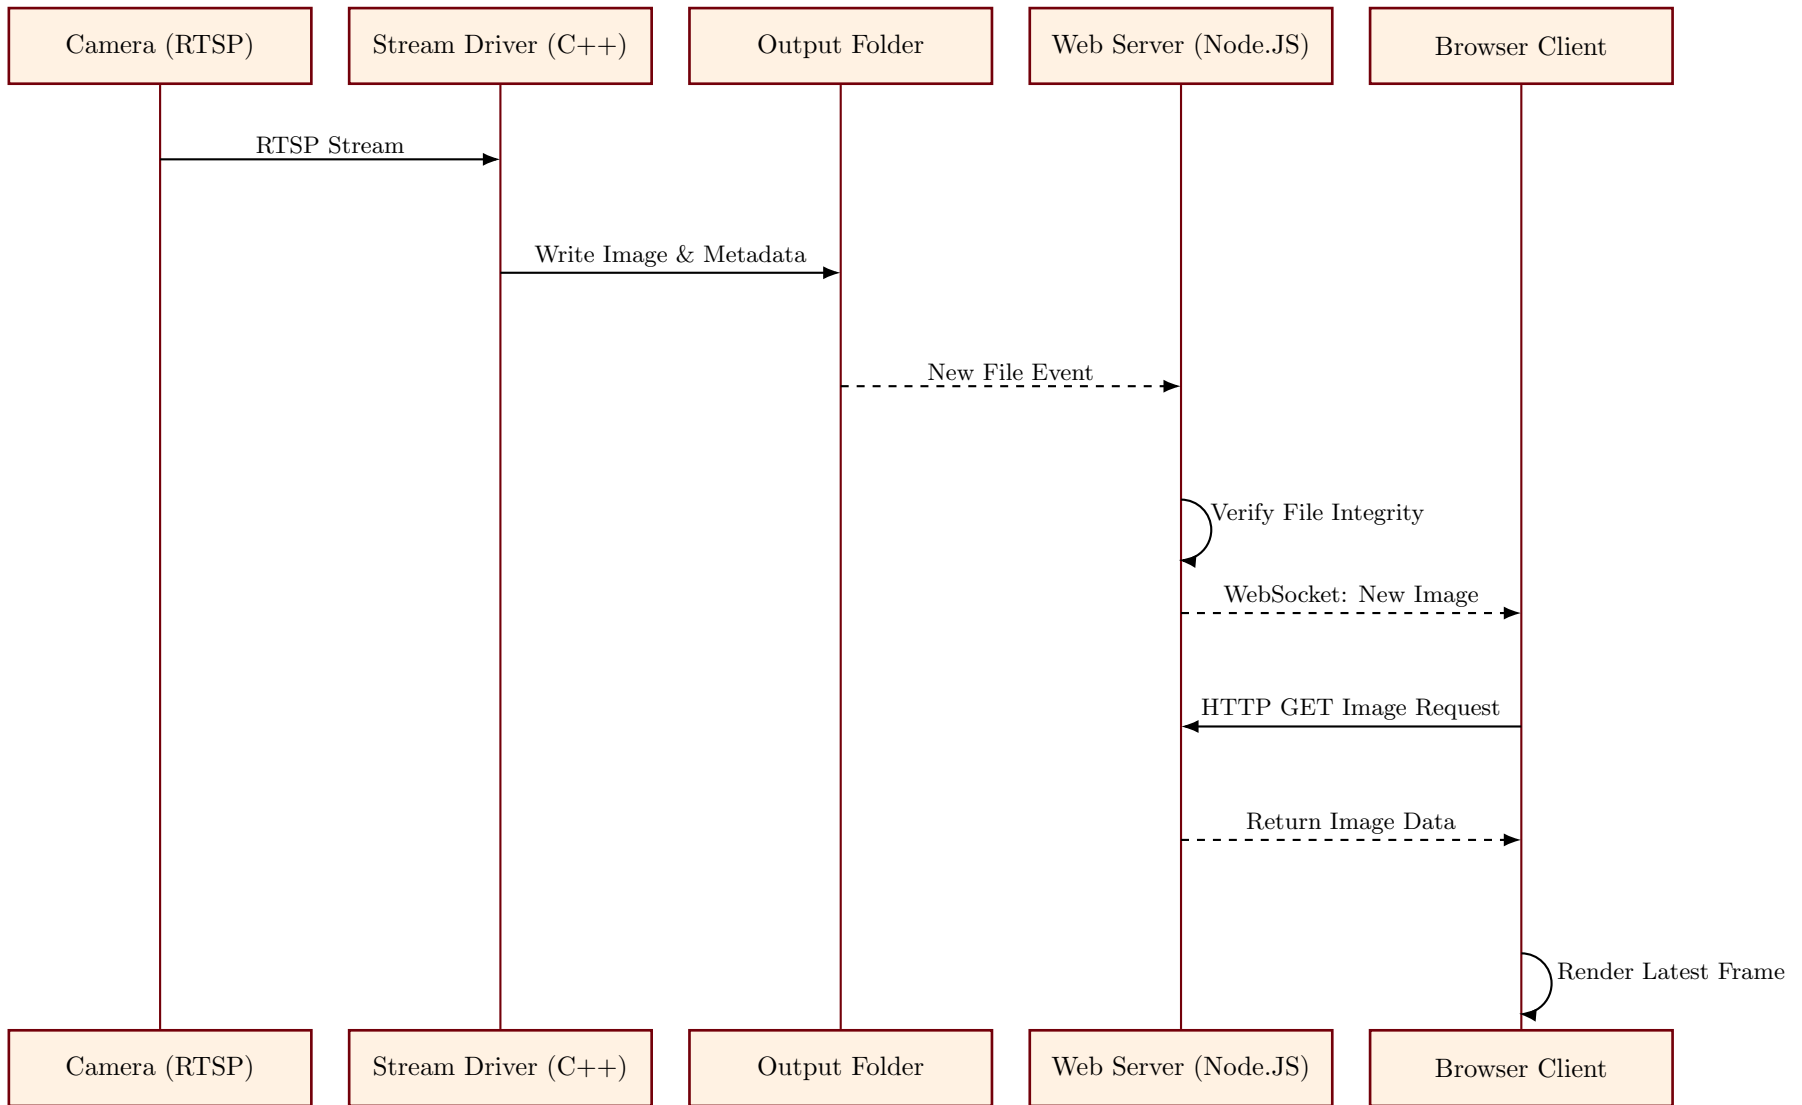 Camera (RTSP)
Stream Driver (C++)
Output Folder
Web Server (Node.JS)
Browser Client
RTSP Stream
Write Image & Metadata
New File Event
Verify File Integrity
WebSocket: New Image
HTTP GET Image Request
Return Image Data
Render Latest Frame
Camera (RTSP)
Stream Driver (C++)
Output Folder
Web Server (Node.JS)
Browser Client